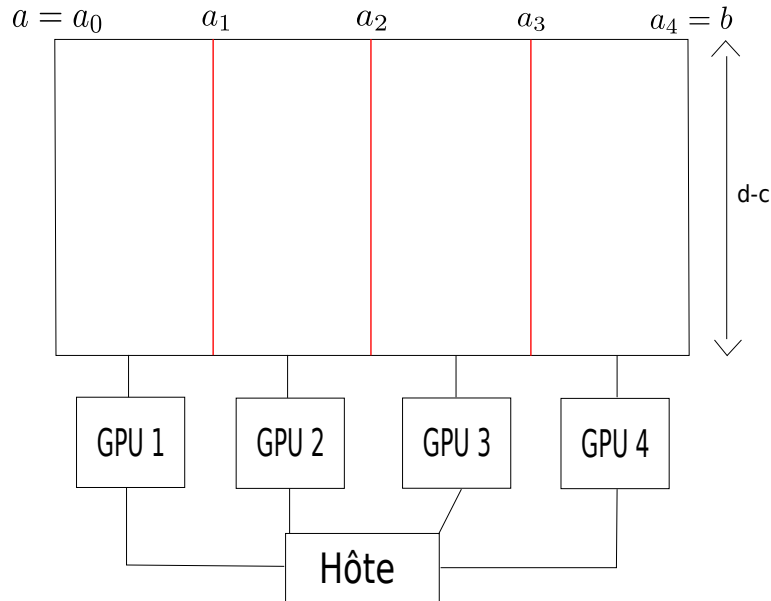 a = a₀ a₁ a₂ a₃ a₄ = b
d-c
GPU 1 GPU 2 GPU 3 GPU 4
Hôte